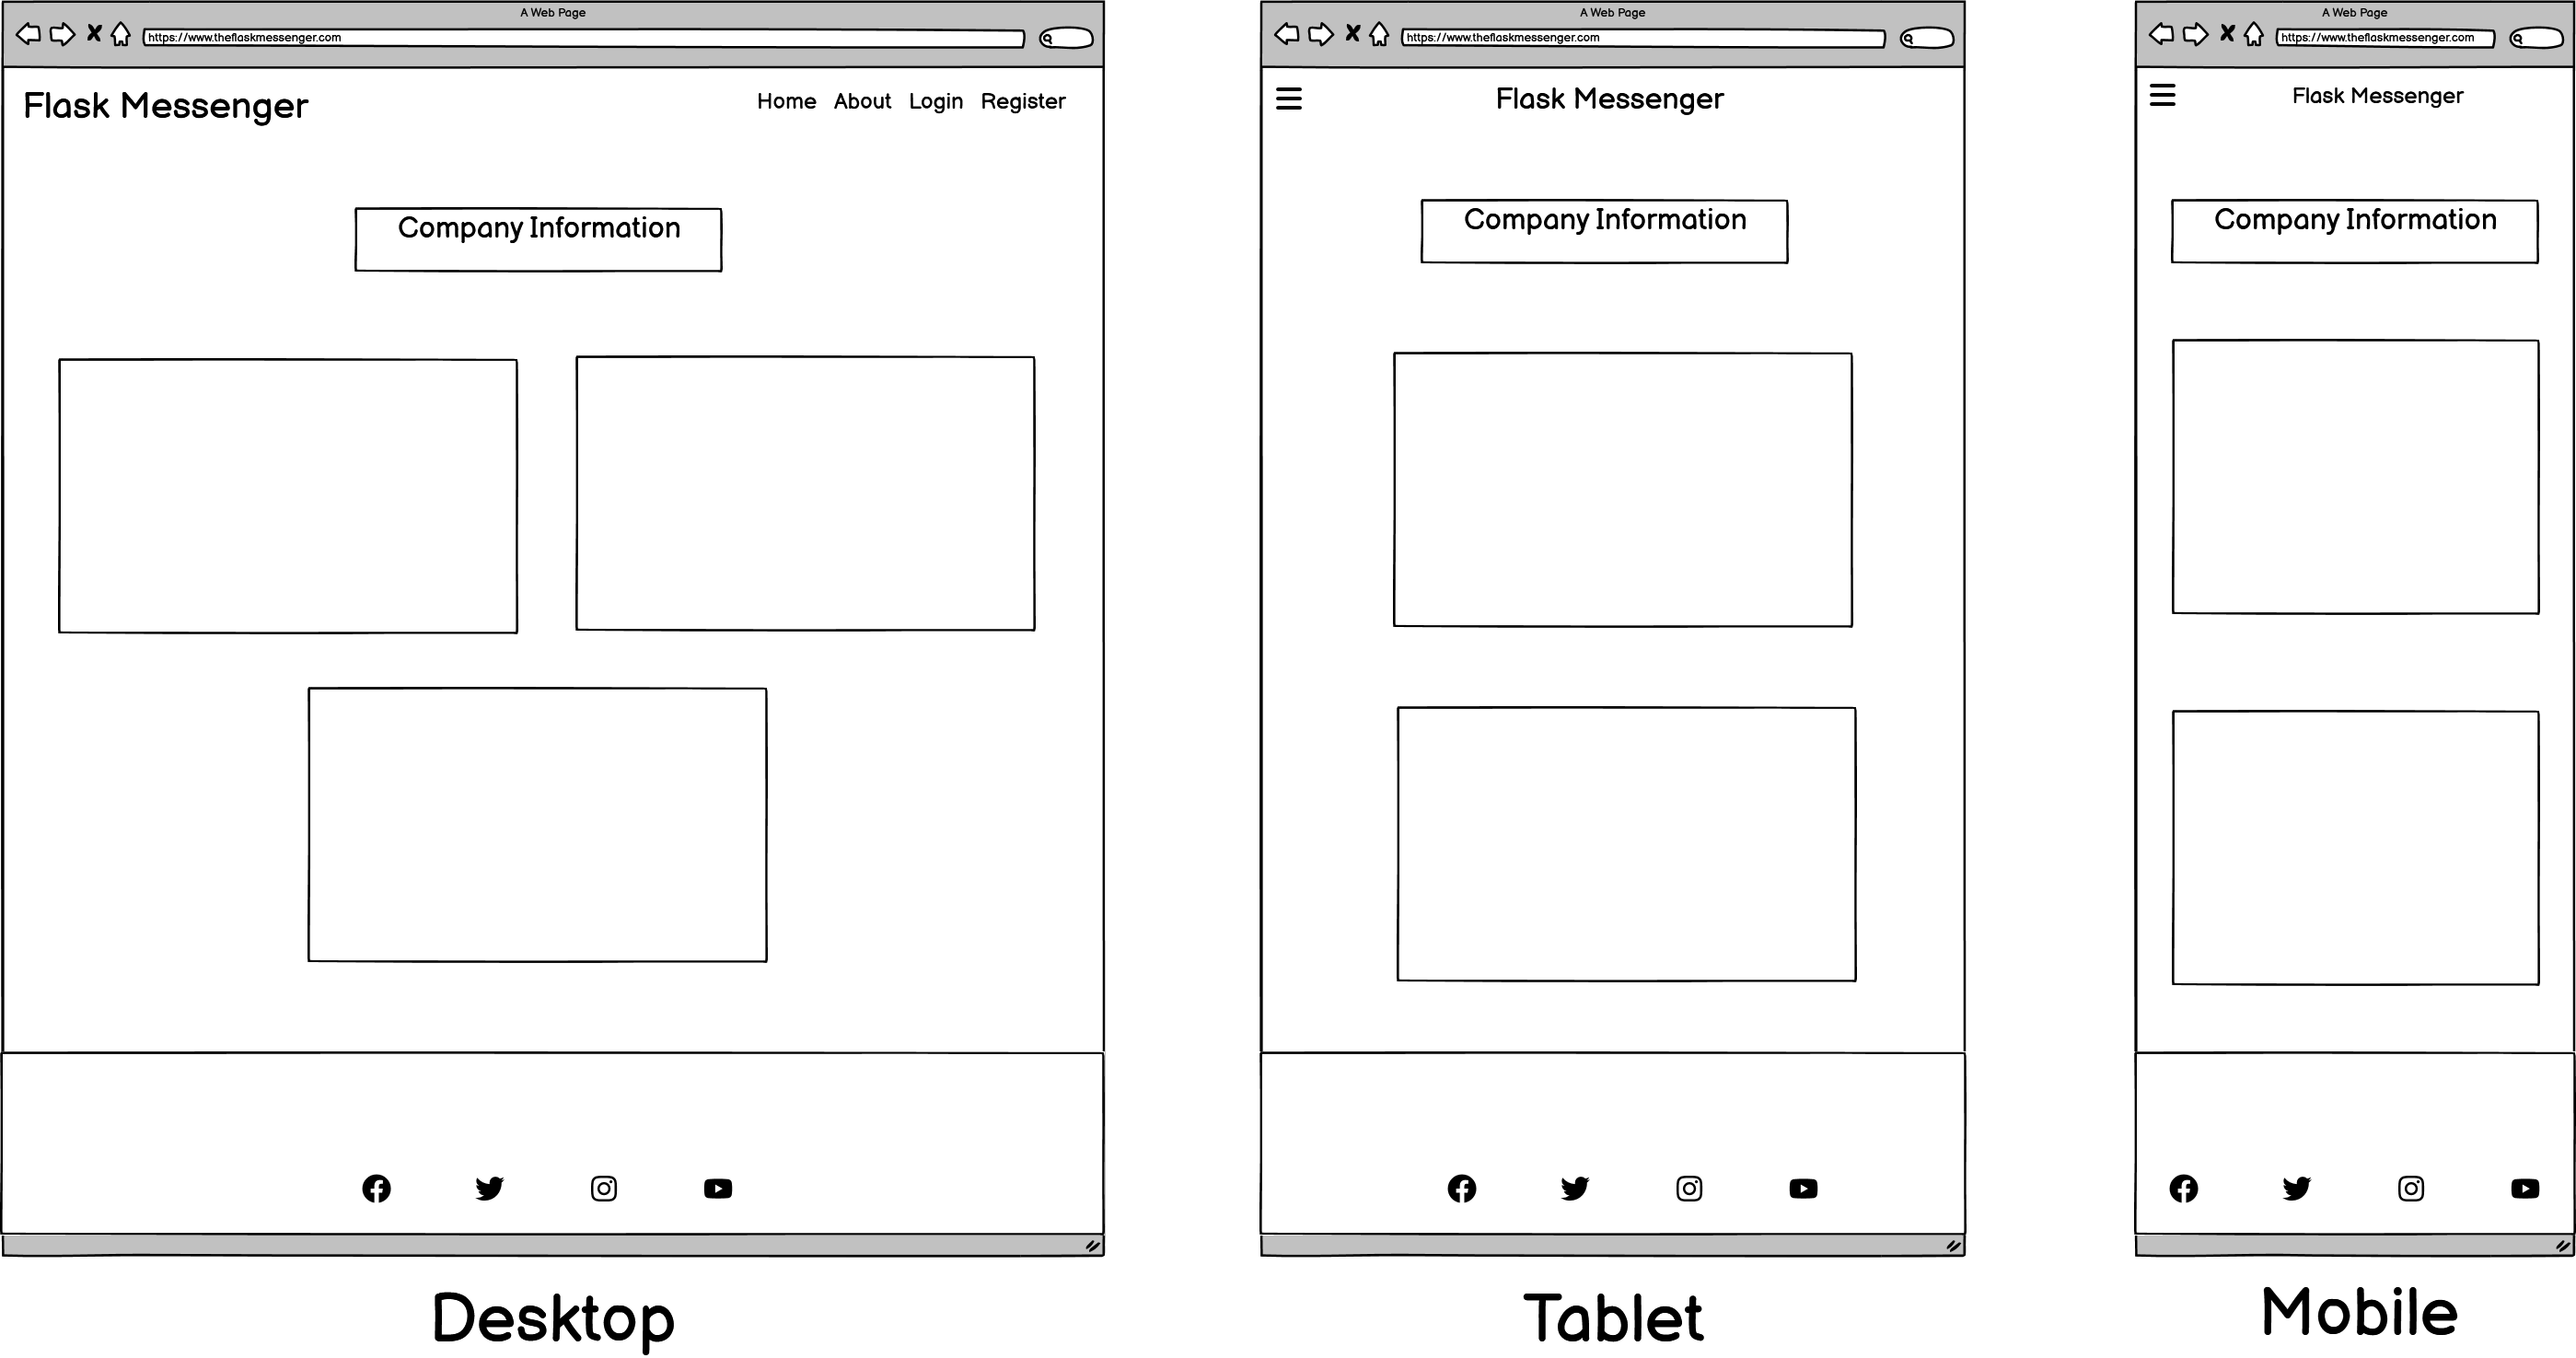 A Web Page
https://www.theflaskmessenger.com
Flask Messenger
Home About Login Register
Company Information
Desktop
A Web Page
https://www.theflaskmessenger.com
Flask Messenger
Company Information
Tablet
A Web Page
https://www.theflaskmessenger.com
Flask Messenger
Company Information
Mobile